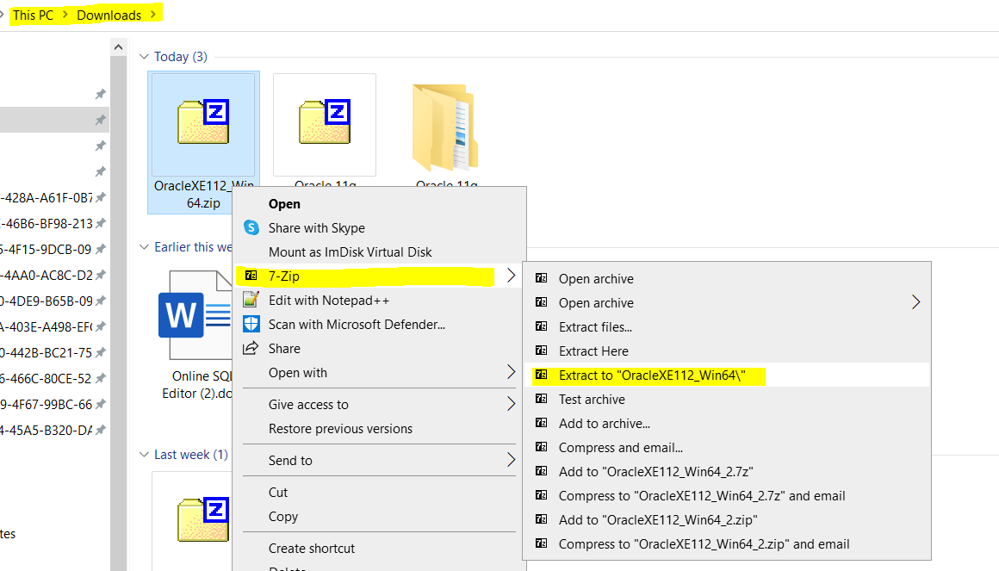 This PC > Downloads >
Today (3)
OracleXE112_Win
64.zip
Oracle 11g
Oracle 11g
-428A-A61F-0B7
46B6-BF98-213
5-4F15-9DCB-09
-4AA0-AC8C-D2
0-4DE9-B65B-09
A-403E-A498-EF
0-442B-BC21-75
6-466C-80CE-52
9-4F67-99BC-66
4-45A5-B320-DA
tes
Earlier this we
W
Online SQL
Editor (2).do
Last week (1)
Open
Share with Skype
Mount as ImDisk Virtual Disk
7-Zip
Edit with Notepad++
Scan with Microsoft Defender...
Share
Open with
Give access to
Restore previous versions
Send to
Cut
Copy
Create shortcut
Delete
Open archive
Open archive
Extract files...
Extract Here
Extract to "OracleXE112_Win64\"
Test archive
Add to archive...
Compress and email...
Add to "OracleXE112_Win64_2.7z"
Compress to "OracleXE112_Win64_2.7z" and email
Add to "OracleXE112_Win64_2.zip"
Compress to "OracleXE112_Win64_2.zip" and email